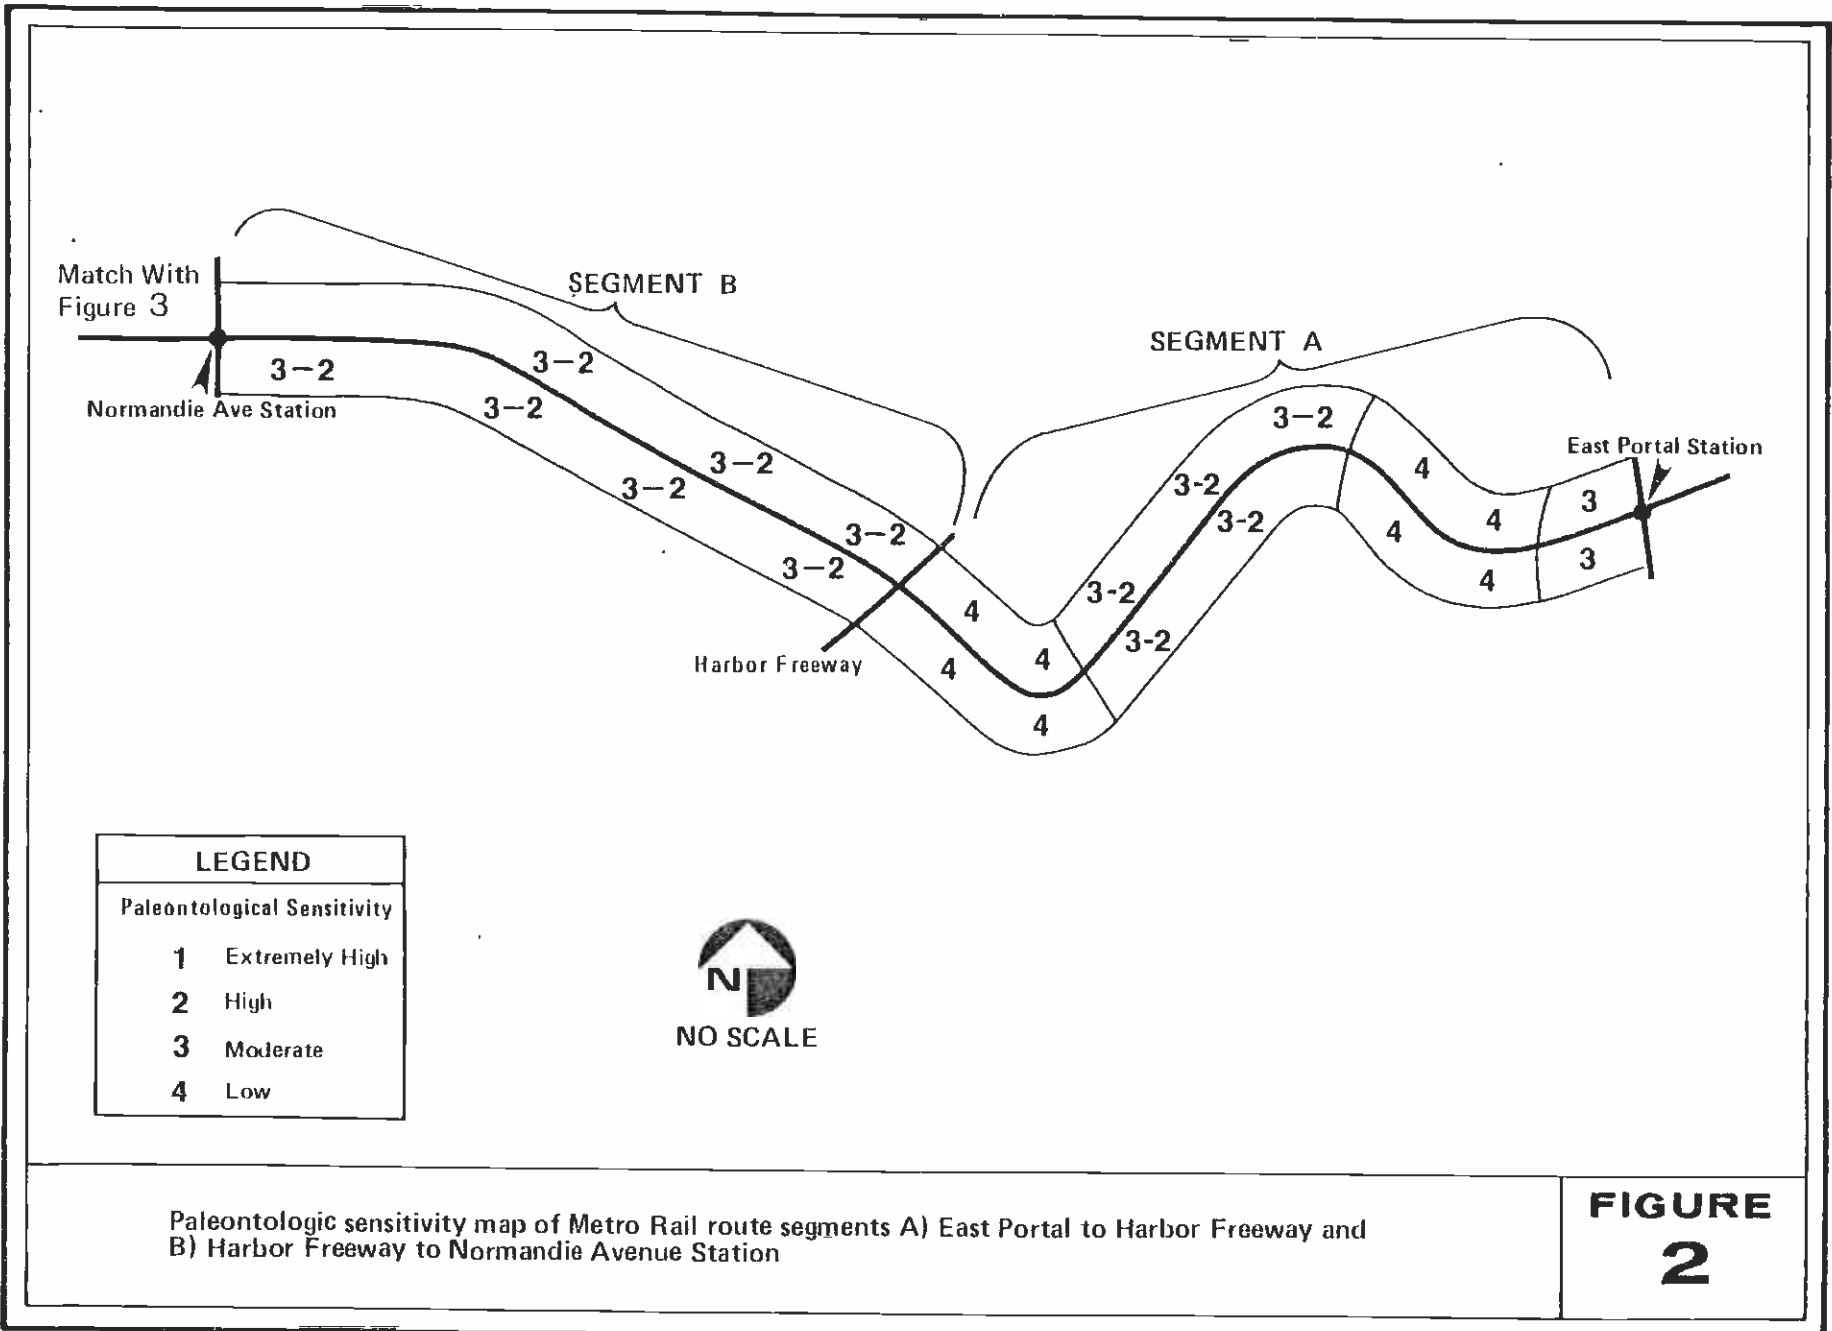 Match With
Figure 3
SEGMENT B
SEGMENT A
3-2
3-2
3-2
Normandie Ave Station
3-2
3-2
3-2
3-2
Harbor Freeway
4
4
4
4
3-2
3-2
3-2
3-2
3-2
4
4
4
4
East Portal Station
3
3
LEGEND
Paleontological Sensitivity
1 Extremely High
2 High
3 Moderate
4 Low
N
NO SCALE
Paleontologic sensitivity map of Metro Rail route segments A) East Portal to Harbor Freeway and
B) Harbor Freeway to Normandie Avenue Station
FIGURE
2